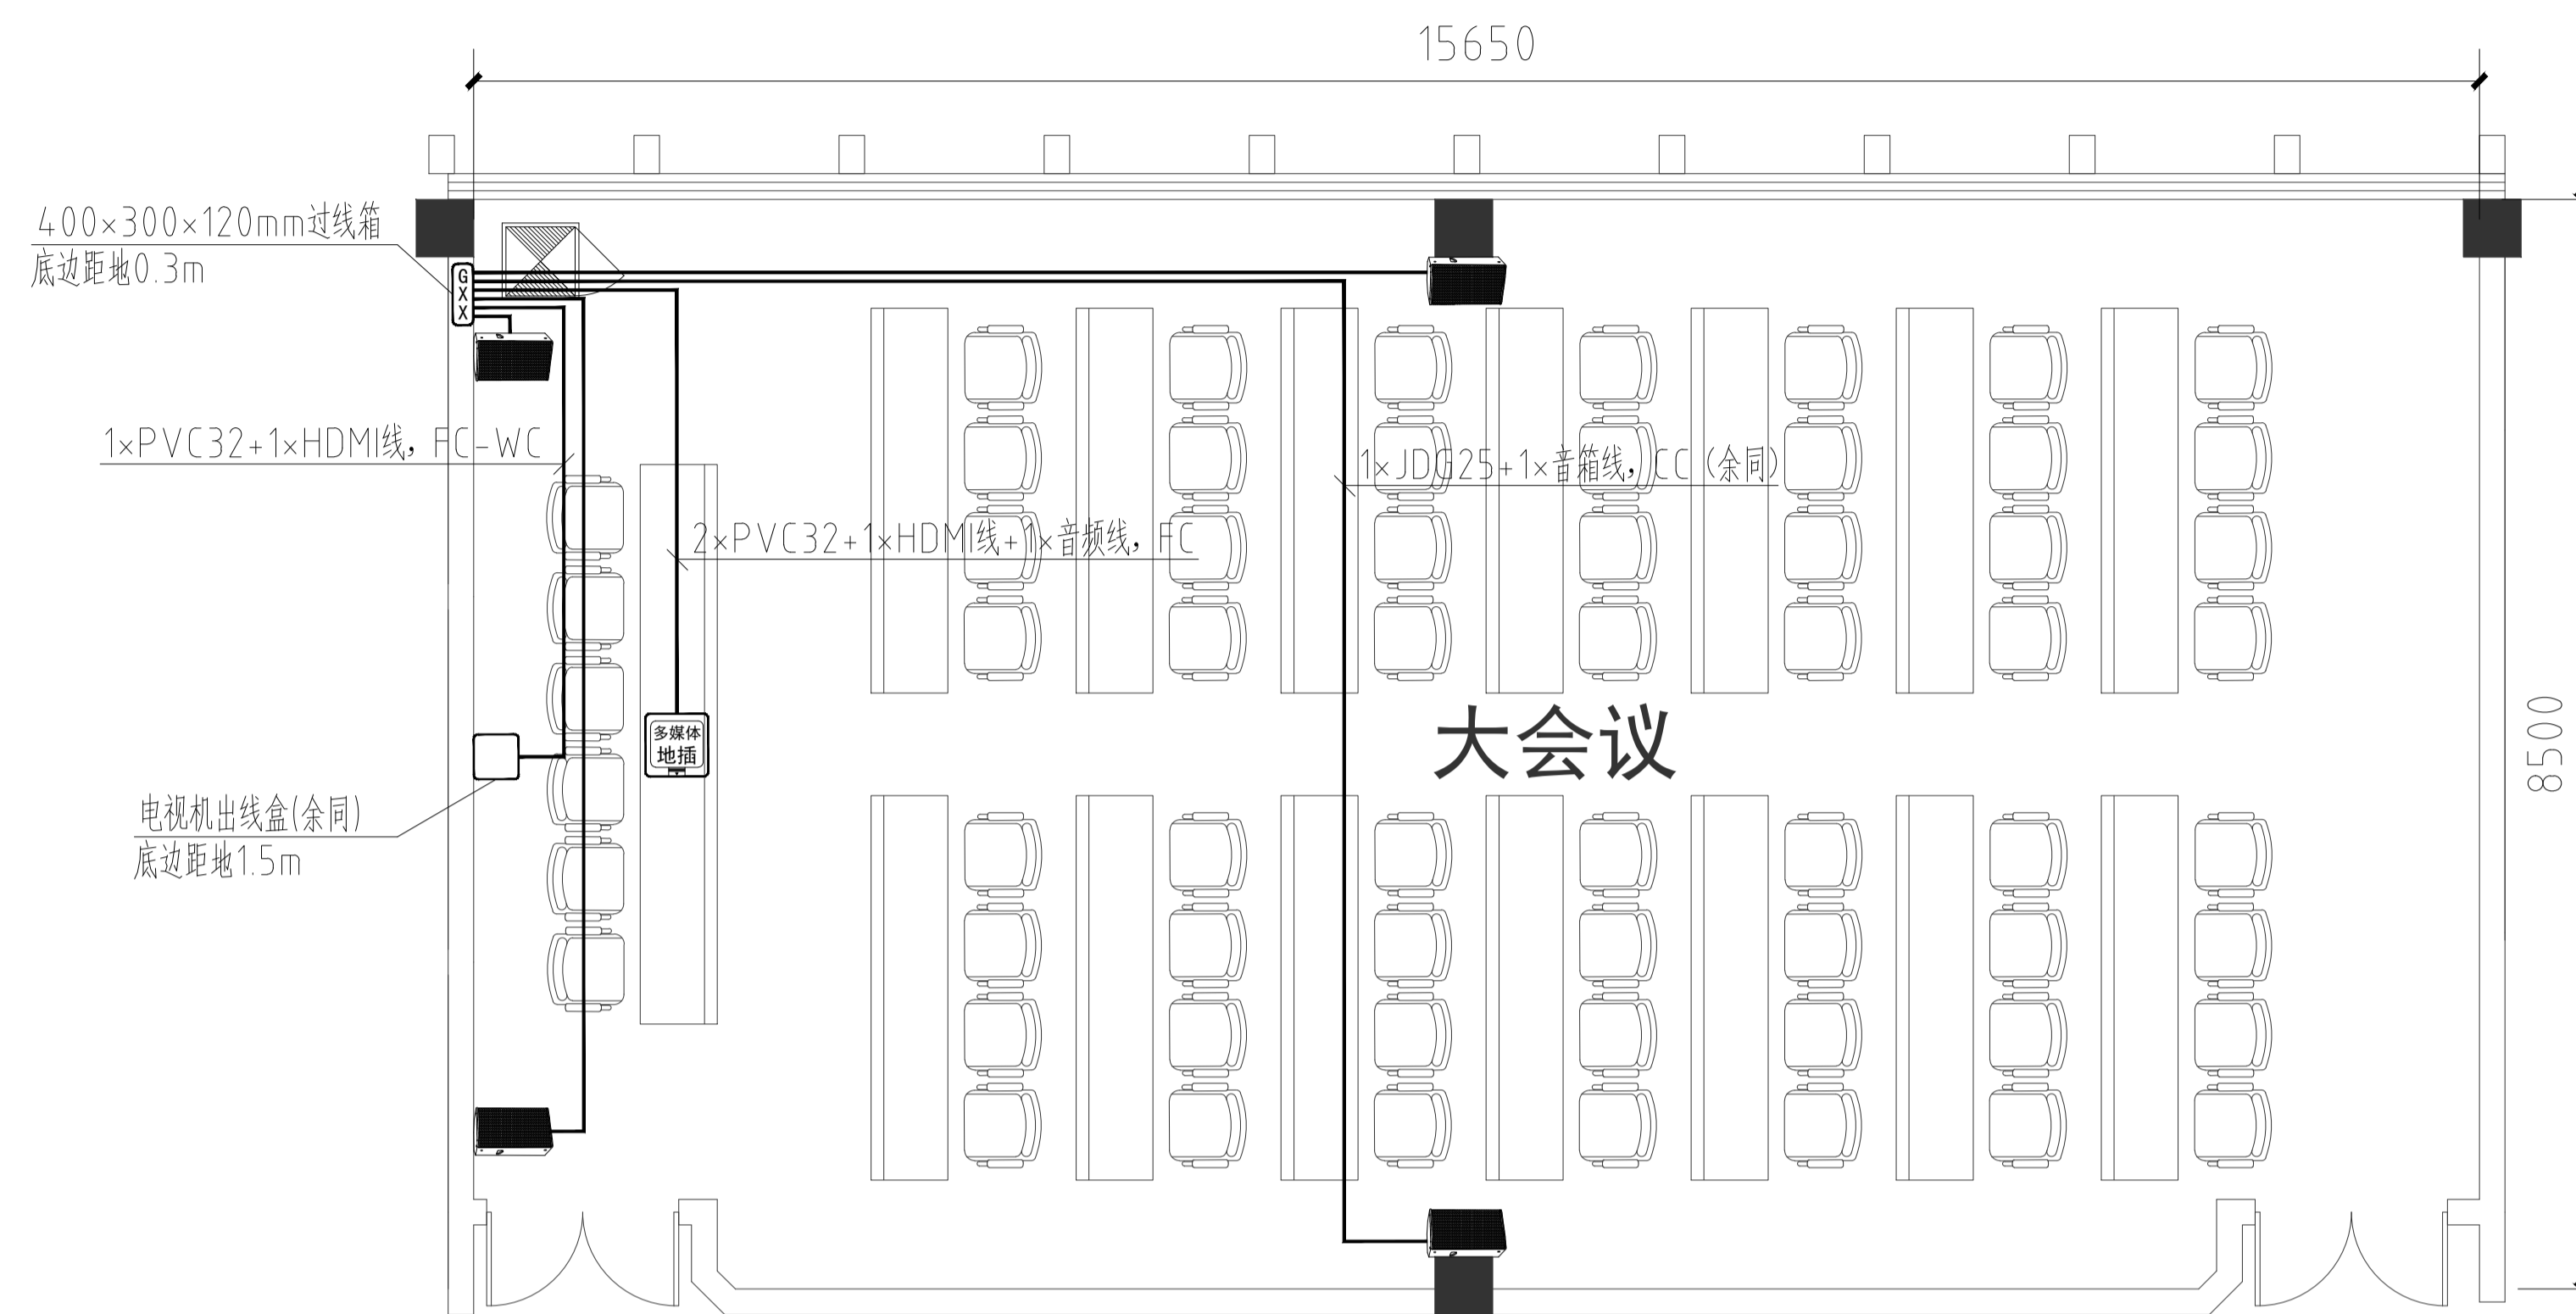 15650
400×300×120mm过线箱
底边距地0.3m
G
X
X
1×PVC32+1×HDMI线, FC-WC
1×JDG25+1×音箱线, CC (余同)
2×PVC32+1×HDMI线+1×音频线, FC
多媒体
地插
大会议
8500
电视机出线盒(余同)
底边距地1.5m